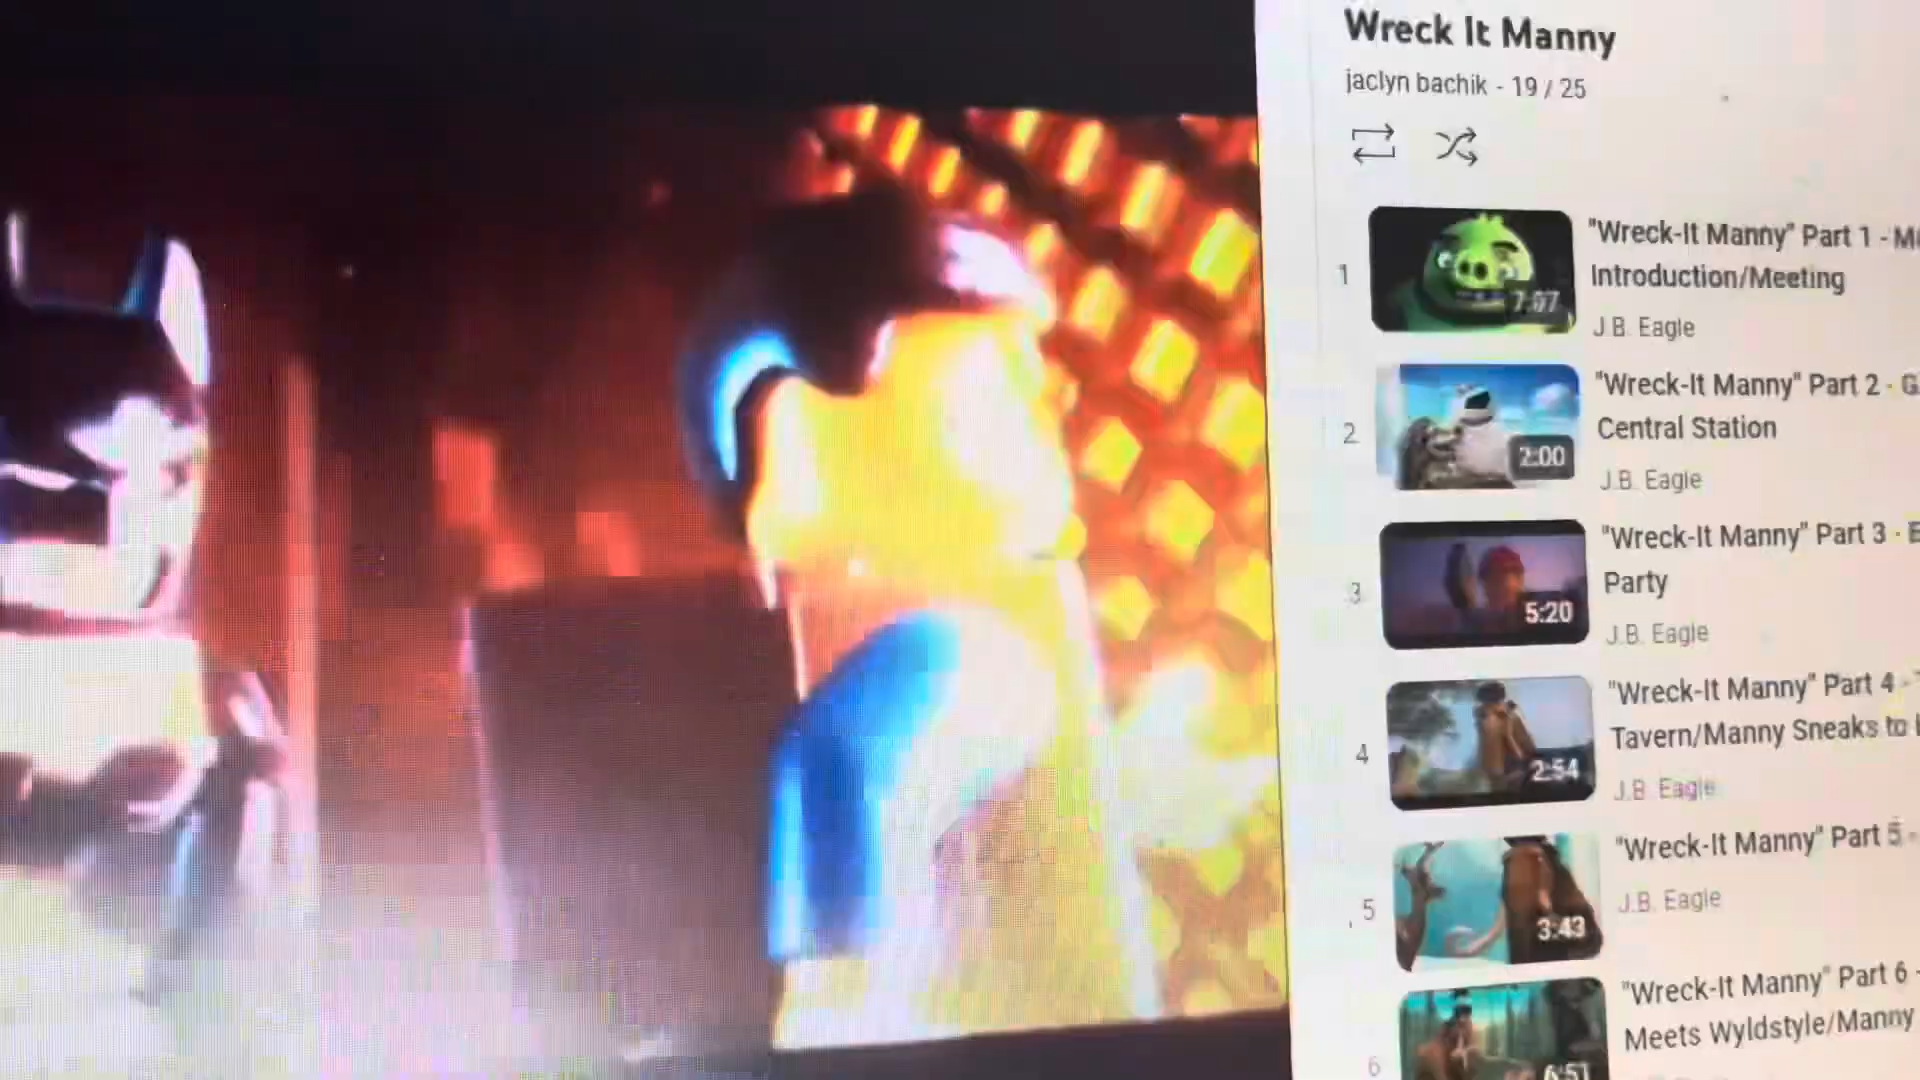 Wreck It Manny
jaclyn bachik - 19 / 25
1
"Wreck-It Manny" Part 1 -
Introduction/Meeting
7:07
J.B. Eagle
2
"Wreck-It Manny" Part 2 - G
Central Station
2:00
J.B. Eagle
3
"Wreck-It Manny" Part 3 - E
Party
5:20
J.B. Eagle
4
"Wreck-It Manny" Part 4 -
Tavern/Manny Sneaks to
2:54
J.B. Eagle
5
"Wreck-It Manny" Part 5 -
3:43
J.B. Eagle
6
"Wreck-It Manny" Part 6 -
Meets Wyldstyle/Manny
6:51